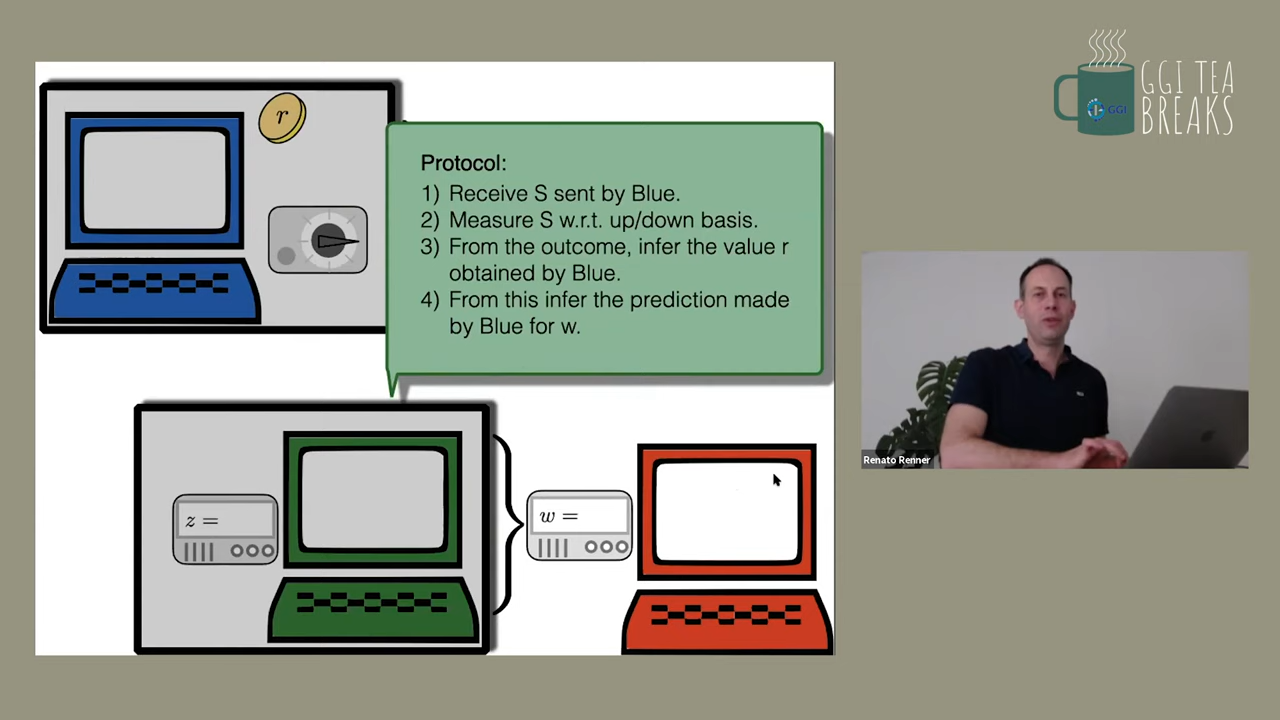 GGI TEA
BREAKS
GGI
r
Protocol:
1) Receive S sent by Blue.
2) Measure S w.r.t. up/down basis.
3) From the outcome, infer the value r
obtained by Blue.
4) From this infer the prediction made
by Blue for w.
z =
w =
Renato Renner